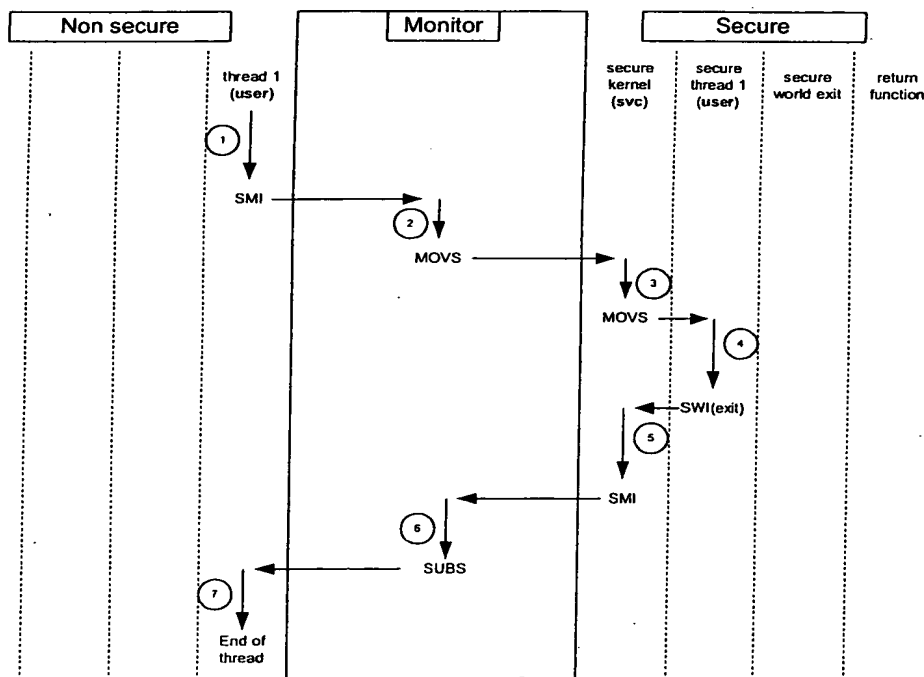 Non secure
Monitor
Secure
thread 1
(user)
secure
kernel
(svc)
secure
thread 1
(user)
secure
world exit
return
function
1
SMI
2
MOVS
3
MOVS
4
SWI(exit)
5
SMI
6
SUBS
7
End of
thread